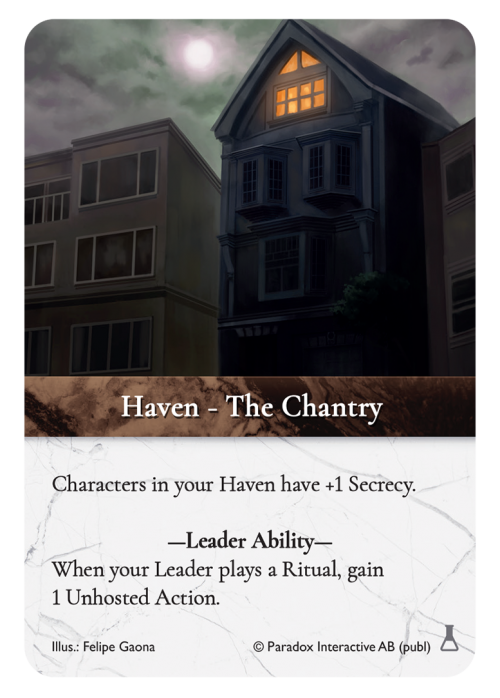 Haven - The Chantry
Characters in your Haven have +1 Secrecy.
—Leader Ability—
When your Leader plays a Ritual, gain
1 Unhosted Action.
Illus.: Felipe Gaona © Paradox Interactive AB (publ)